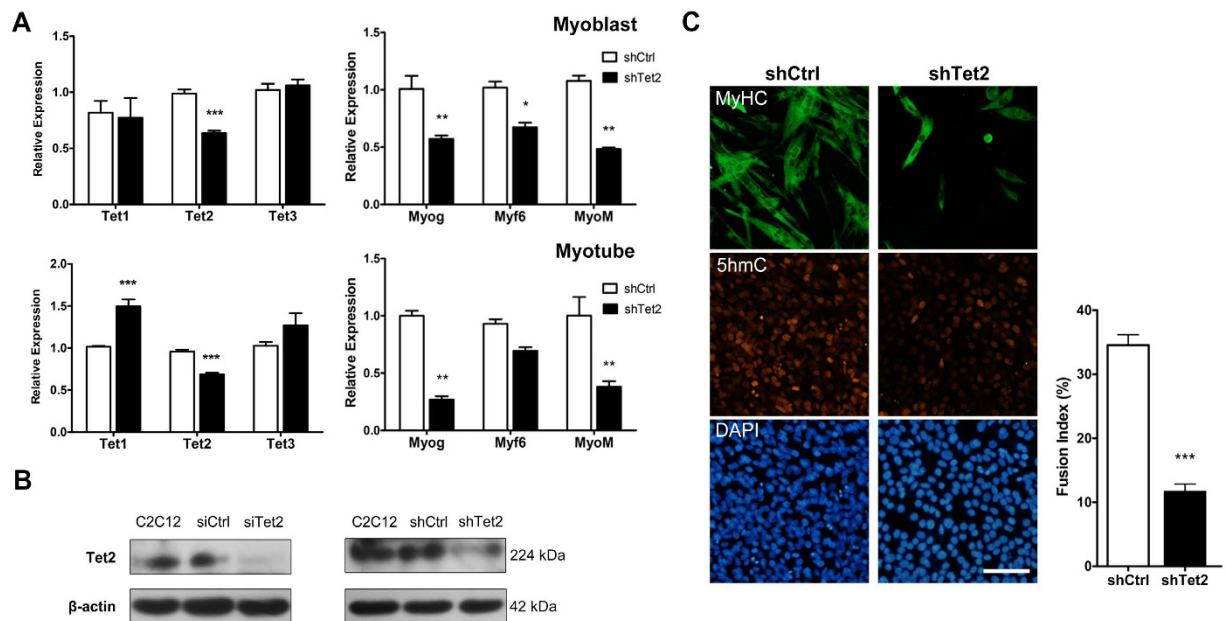 A
Myoblast
Relative Expression
1.5
1.0
0.5
0.0
***
Tet1 Tet2 Tet3
Relative Expression
1.5
1.0
0.5
0.0
shCtrl
shTet2
** * **
Myog Myf6 MyoM
Myotube
Relative Expression
2.0
1.5
1.0
0.5
0.0
*** ***
Tet1 Tet2 Tet3
Relative Expression
1.5
1.0
0.5
0.0
shCtrl
shTet2
** **
Myog Myf6 MyoM
B
C2C12 siCtrl siTet2
C2C12 shCtrl shTet2
Tet2
224 kDa
β-actin
42 kDa
C
shCtrl shTet2
MyHC
5hmC
DAPI
Fusion Index (%)
40
30
20
10
0
***
shCtrl shTet2